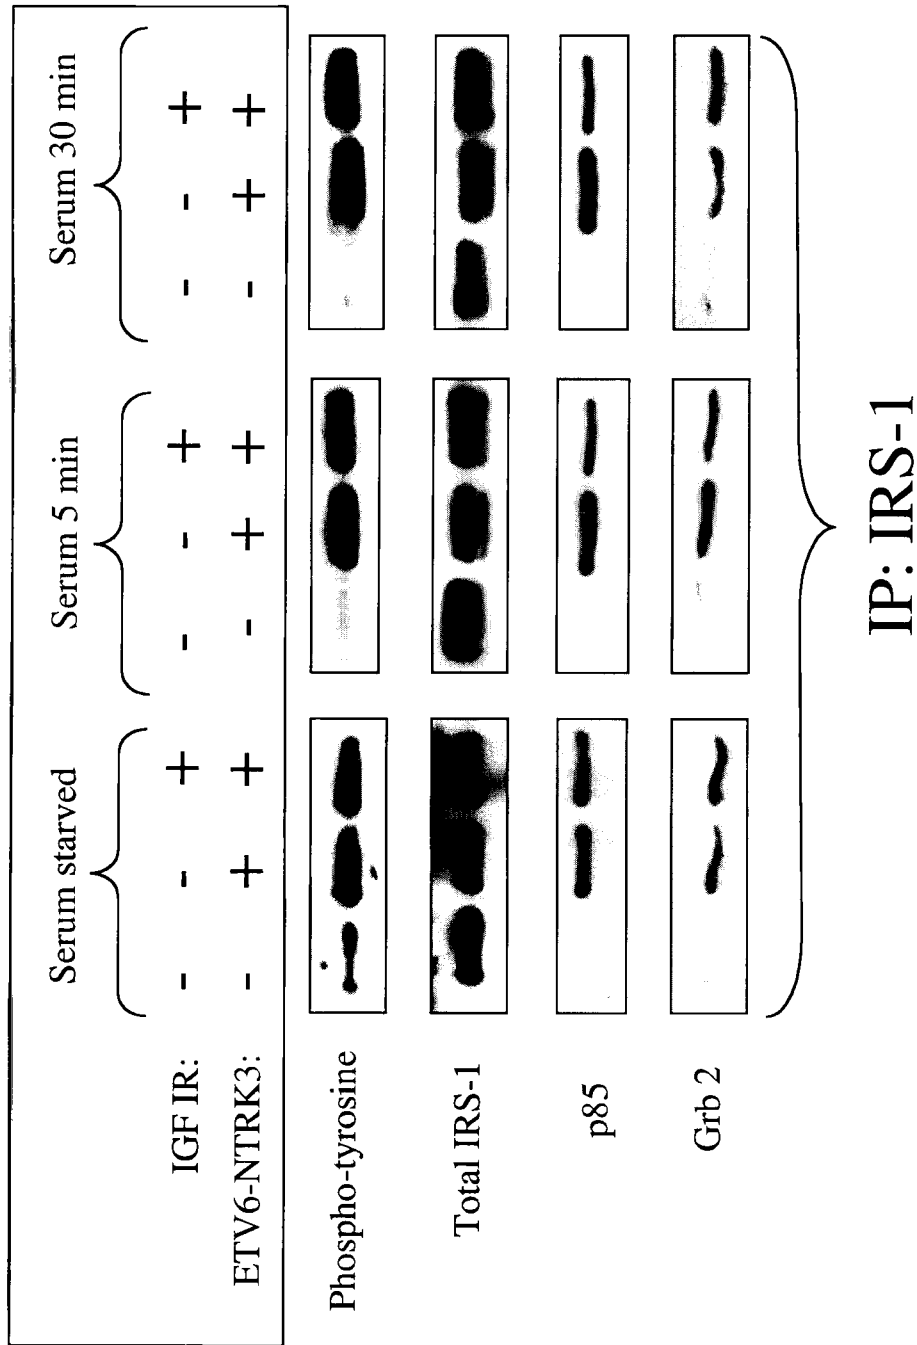 Serum starved Serum 5 min Serum 30 min
IGF IR: - - + - - + - - +
ETV6-NTRK3: - + + - + + - + +
Phospho-tyrosine
Total IRS-1
p85
Grb 2
IP: IRS-1